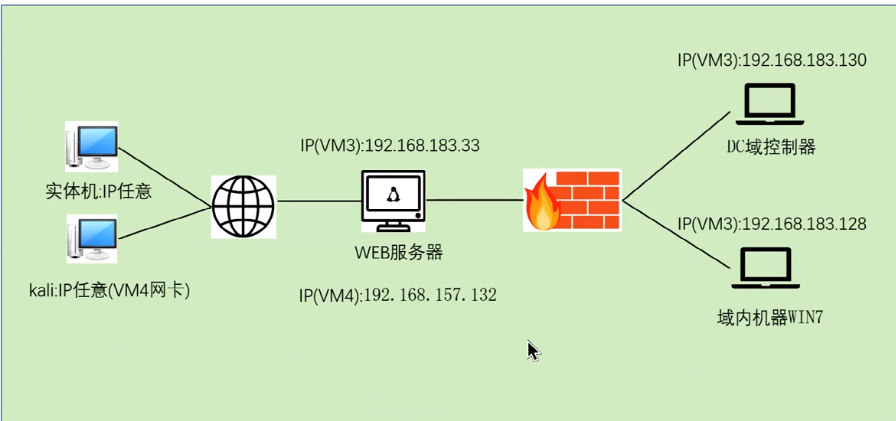 IP(VM3):192.168.183.130
DC域控制器
IP(VM3):192.168.183.33
实体机:IP任意
WEB服务器
IP(VM3):192.168.183.128
kali:IP任意(VM4网卡)
IP(VM4):192.168.157.132
域内机器WIN7